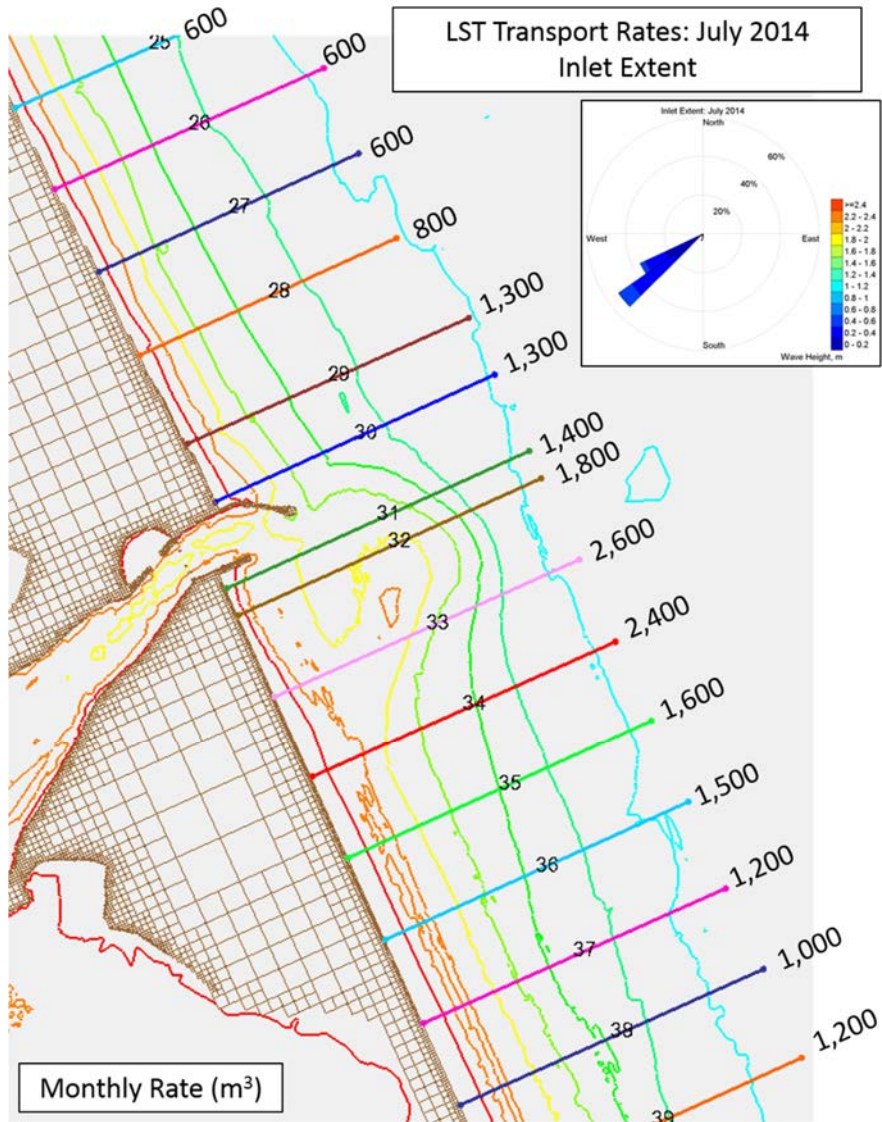 LST Transport Rates: July 2014
Inlet Extent
Inlet Extent: July 2014
North
60%
40%
20%
West
East
South
>=2.4
2.2 - 2.4
2 - 2.2
1.8 - 2
1.6 - 1.8
1.4 - 1.6
1.2 - 1.4
1 - 1.2
0.8 - 1
0.6 - 0.8
0.4 - 0.6
0.2 - 0.4
0 - 0.2
Wave Height, m
25 600
26 600
27 600
28 800
29 1,300
30 1,300
31 1,400
32 1,800
33 2,600
34 2,400
35 1,600
36 1,500
37 1,200
38 1,000
39 1,200
Monthly Rate (m³)